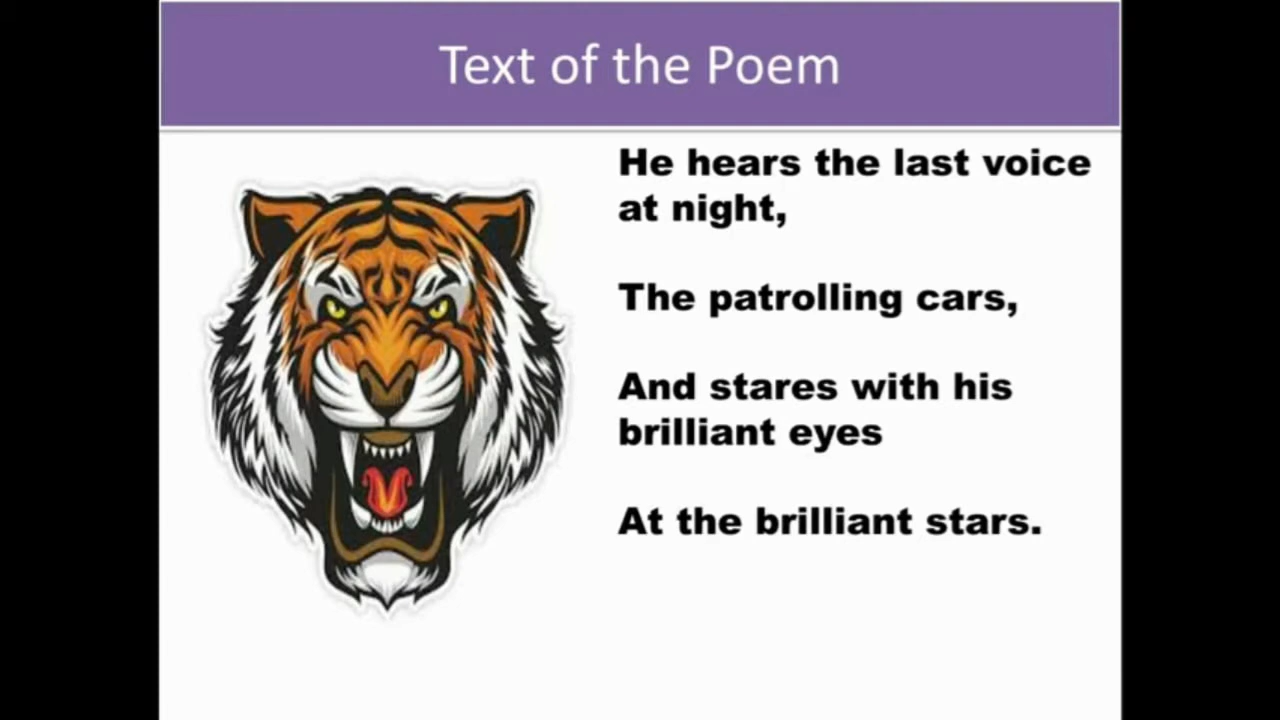 Text of the Poem
He hears the last voice
at night,
The patrolling cars,
And stares with his
brilliant eyes
At the brilliant stars.